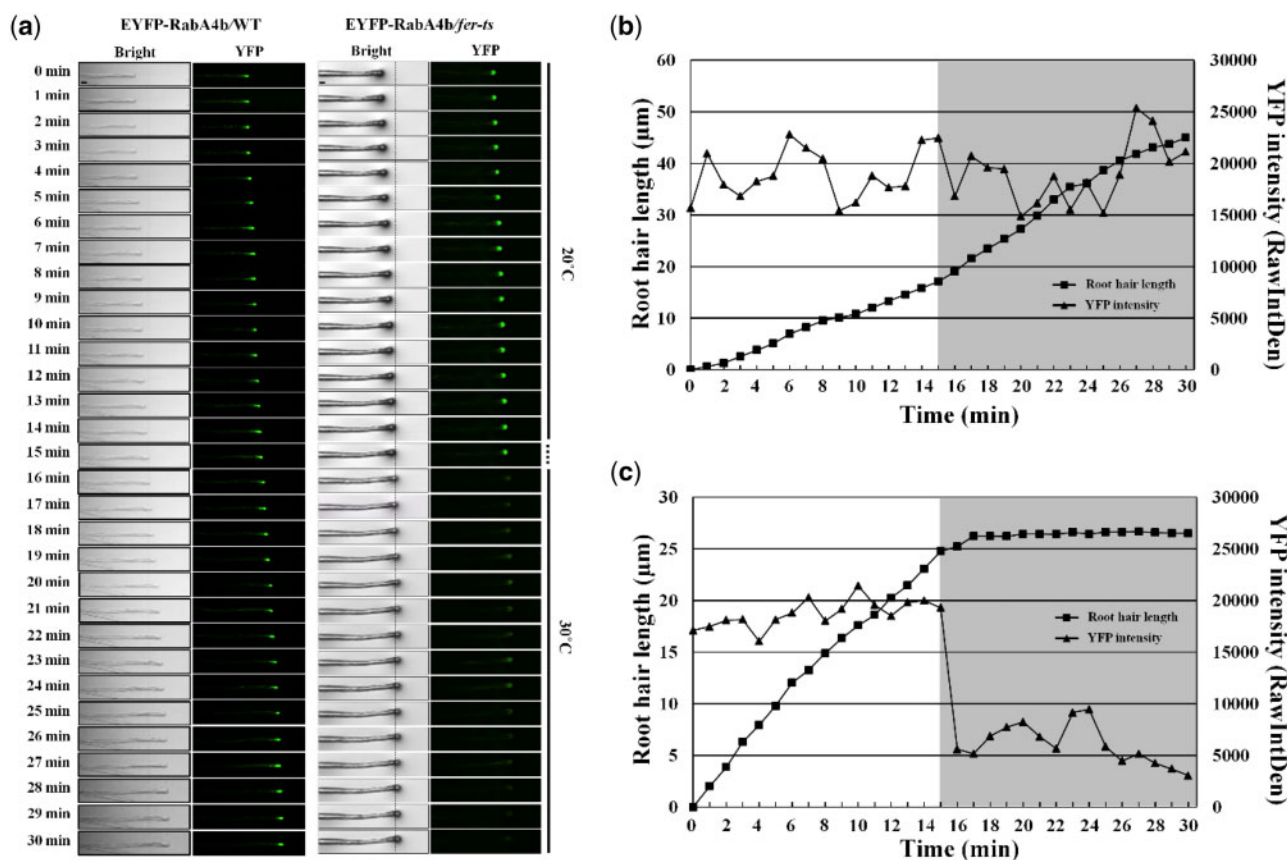 (a)
EYFP-RabA4b/WT EYFP-RabA4b/fer-ts
Bright YFP Bright YFP
0 min
1 min
2 min
3 min
4 min
5 min
6 min
7 min
8 min
9 min
10 min
11 min
12 min
13 min
14 min
15 min
16 min
17 min
18 min
19 min
20 min
21 min
22 min
23 min
24 min
25 min
26 min
27 min
28 min
29 min
30 min
20°C
30°C
(b)
Root hair length (µm)
60
50
40
30
20
10
0
YFP intensity (RawIntDen)
30000
25000
20000
15000
10000
5000
0
Root hair length
YFP intensity
0 2 4 6 8 10 12 14 16 18 20 22 24 26 28 30
Time (min)
(c)
Root hair length (µm)
30
25
20
15
10
5
0
YFP intensity (RawIntDen)
30000
25000
20000
15000
10000
5000
0
Root hair length
YFP intensity
0 2 4 6 8 10 12 14 16 18 20 22 24 26 28 30
Time (min)